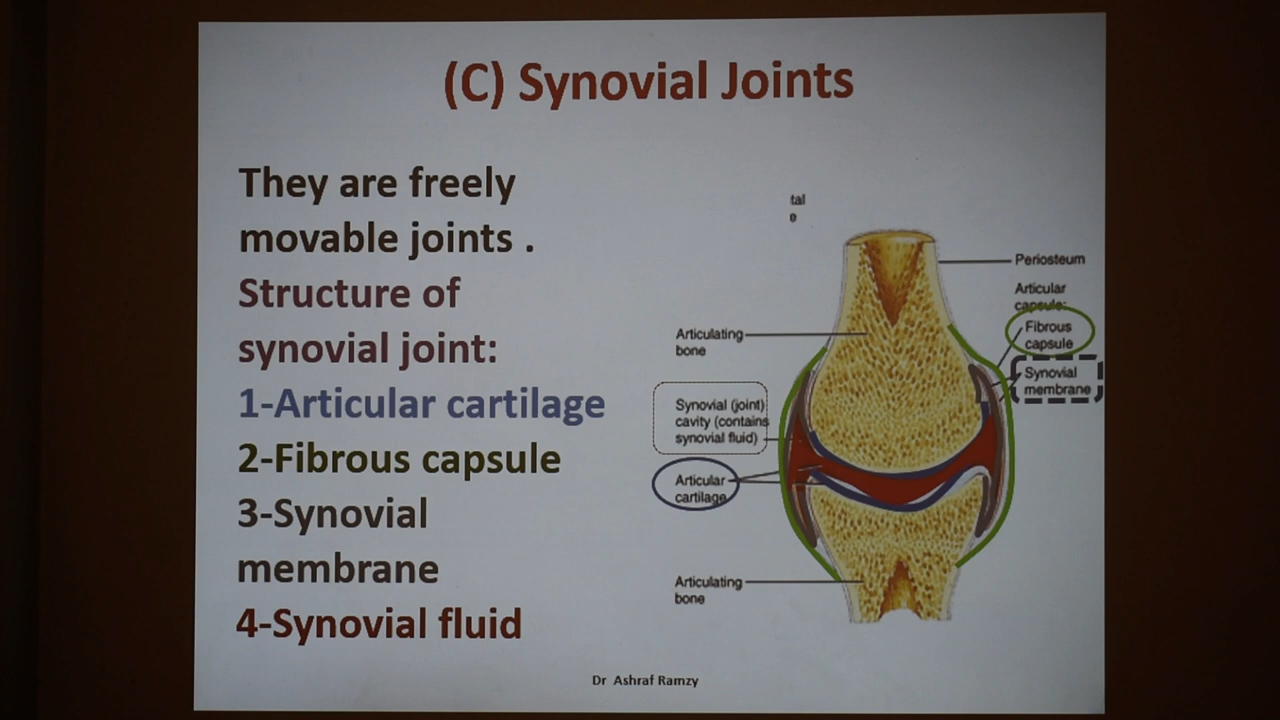 (C) Synovial Joints
They are freely
movable joints .
Structure of
synovial joint:
1-Articular cartilage
2-Fibrous capsule
3-Synovial
membrane
4-Synovial fluid
tal
e
Periosteum
Articular
capsule:
Fibrous
capsule
Synovial
membrane
Articulating
bone
Synovial (joint)
cavity (contains
synovial fluid)
Articular
cartilage
Articulating
bone
Dr Ashraf Ramzy